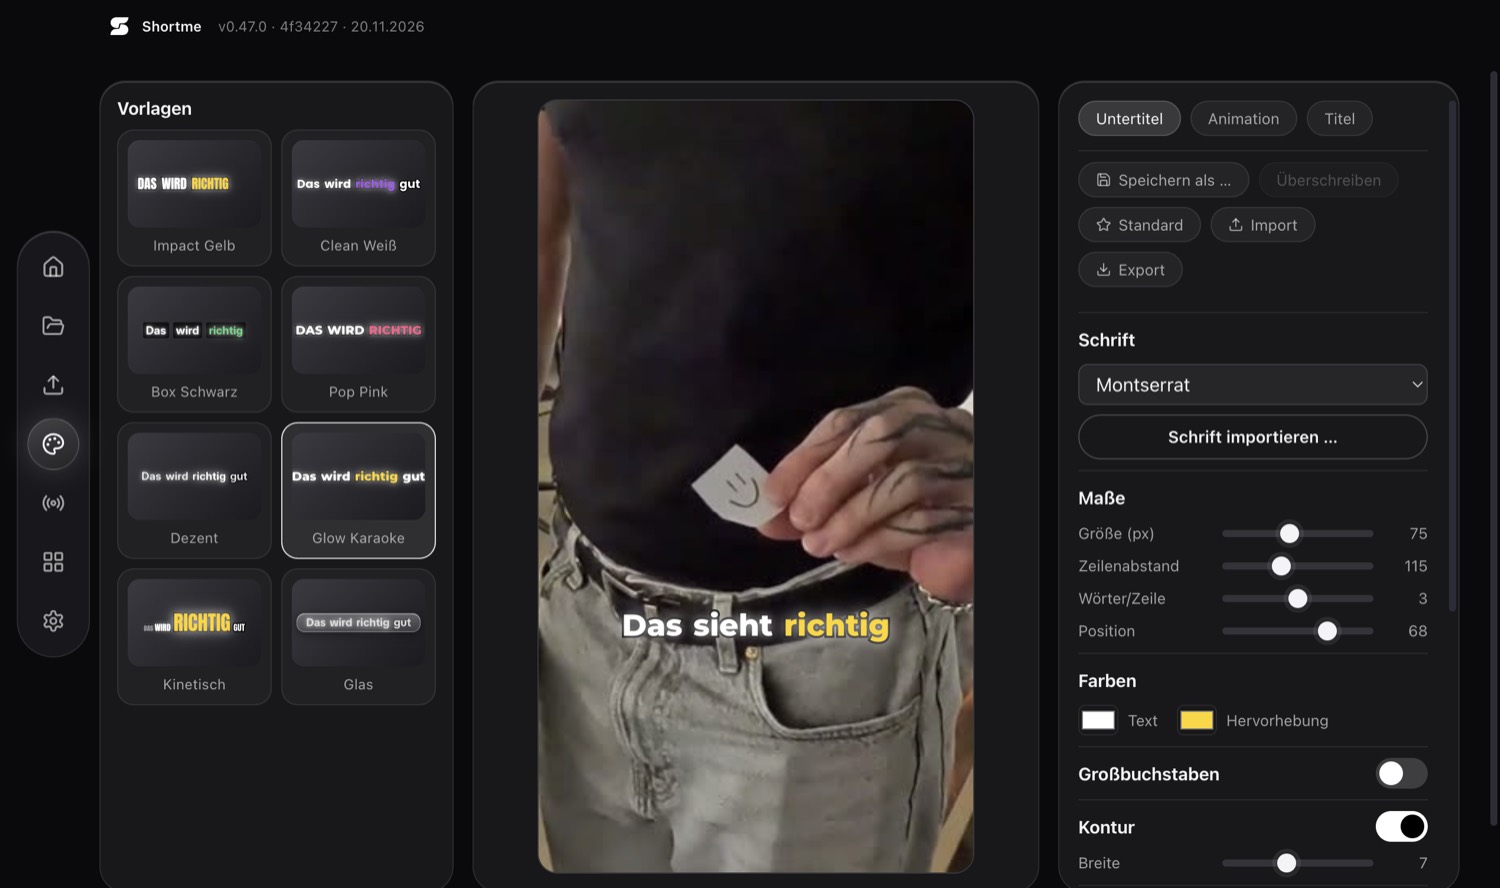 Shortme v0.47.0 · 4f34227 · 20.11.2026
Vorlagen
DAS WIRD RICHTIG
Impact Gelb
Das wird richtig gut
Clean Weiß
Das wird richtig
Box Schwarz
DAS WIRD RICHTIG
Pop Pink
Das wird richtig gut
Dezent
Das wird richtig gut
Glow Karaoke
DAS WIRD RICHTIG GUT
Kinetisch
Das wird richtig gut
Glas
Das sieht richtig
Untertitel Animation Titel
Speichern als ... Überschreiben
Standard Import
Export
Schrift
Montserrat
Schrift importieren ...
Maße
Größe (px) 75
Zeilenabstand 115
Wörter/Zeile 3
Position 68
Farben
Text Hervorhebung
Großbuchstaben
Kontur
Breite 7